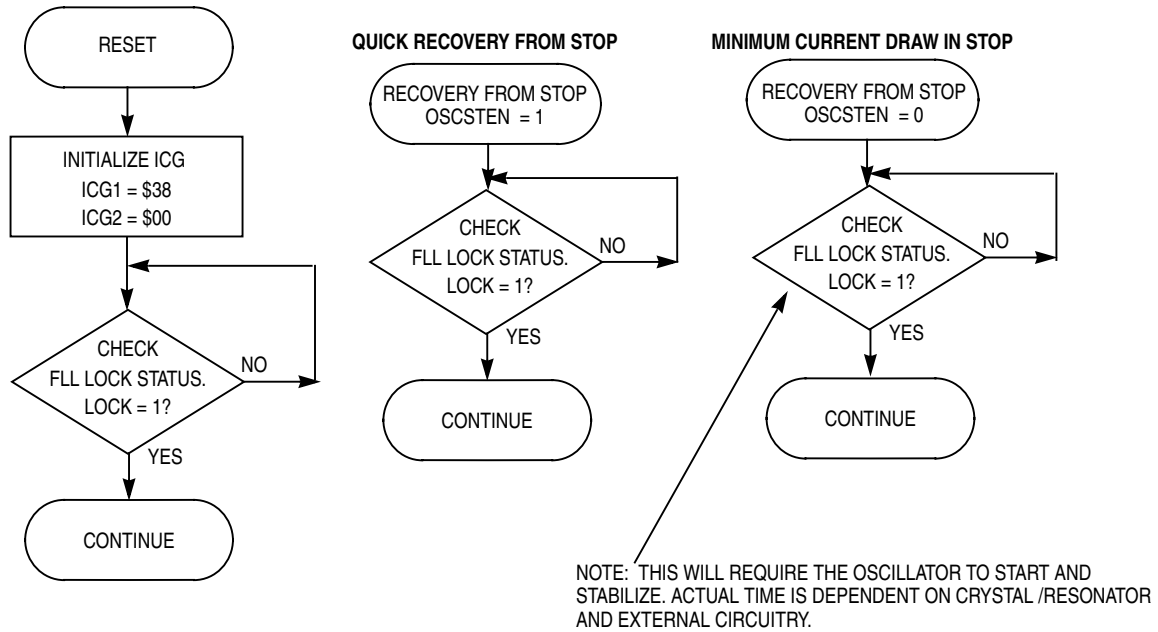 RESET
INITIALIZE ICG
ICG1 = $38
ICG2 = $00
CHECK
FLL LOCK STATUS.
LOCK = 1?
NO
YES
CONTINUE
QUICK RECOVERY FROM STOP
RECOVERY FROM STOP
OSCSTEN = 1
CHECK
FLL LOCK STATUS.
LOCK = 1?
NO
YES
CONTINUE
MINIMUM CURRENT DRAW IN STOP
RECOVERY FROM STOP
OSCSTEN = 0
CHECK
FLL LOCK STATUS.
LOCK = 1?
NO
YES
CONTINUE
NOTE: THIS WILL REQUIRE THE OSCILLATOR TO START AND
STABILIZE. ACTUAL TIME IS DEPENDENT ON CRYSTAL /RESONATOR
AND EXTERNAL CIRCUITRY.